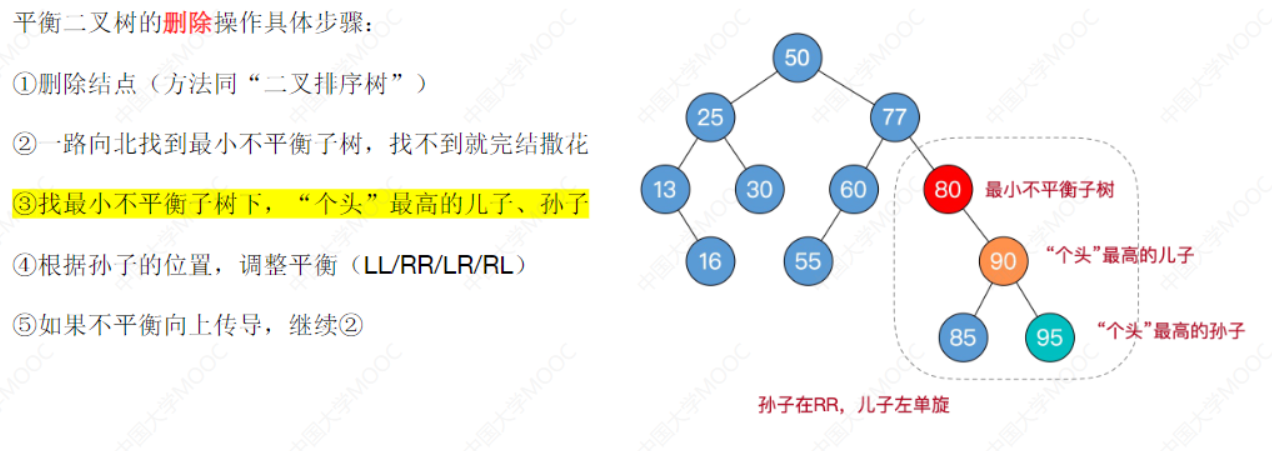 平衡二叉树的删除操作具体步骤：
①删除结点（方法同“二叉排序树”）
②一路向北找到最小不平衡子树，找不到就完结撒花
③找最小不平衡子树下，“个头”最高的儿子、孙子
④根据孙子的位置，调整平衡（LL/RR/LR/RL）
⑤如果不平衡向上传导，继续②
50
25 77
13 30 60 80 最小不平衡子树
16 55 90 “个头”最高的儿子
85 95 “个头”最高的孙子
孙子在RR，儿子左单旋
中国大学MOOC